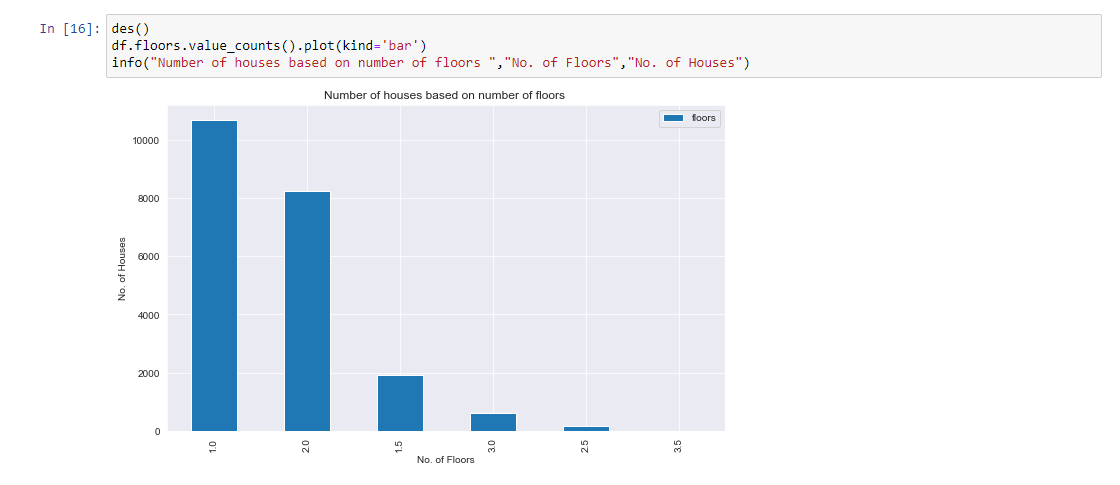 In [16]:
des()
df.floors.value_counts().plot(kind='bar')
info("Number of houses based on number of floors ","No. of Floors","No. of Houses")
Number of houses based on number of floors
floors
10000
8000
6000
4000
2000
0
No. of Houses
1.0
2.0
1.5
3.0
2.5
3.5
No. of Floors